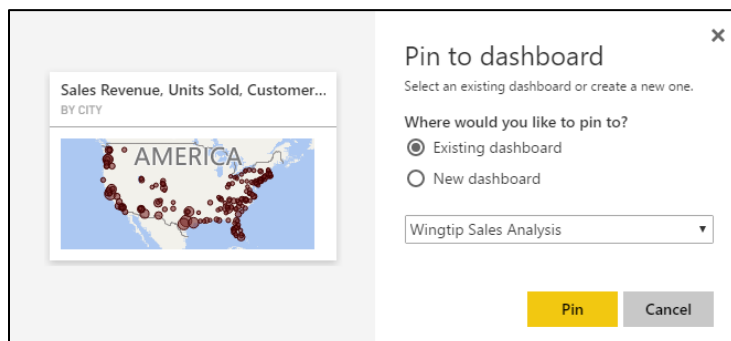 Sales Revenue, Units Sold, Customer...
BY CITY
AMERICA
Pin to dashboard
Select an existing dashboard or create a new one.
Where would you like to pin to?
Existing dashboard
New dashboard
Wingtip Sales Analysis
Pin
Cancel